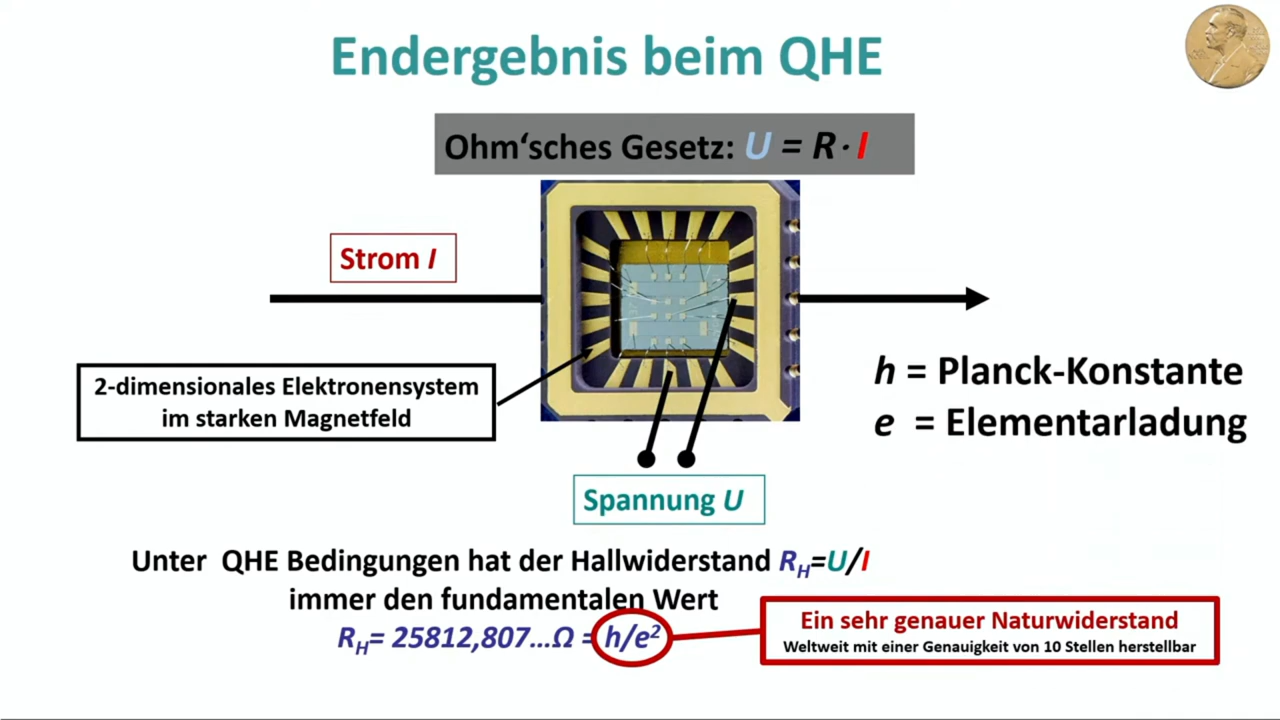 Endergebnis beim QHE
Ohm‘sches Gesetz: U = R · I
Strom I
2-dimensionales Elektronensystem
im starken Magnetfeld
h = Planck-Konstante
e = Elementarladung
Spannung U
Unter QHE Bedingungen hat der Hallwiderstand R_H=U/I
immer den fundamentalen Wert
R_H= 25812,807...Ω = h/e²
Ein sehr genauer Naturwiderstand
Weltweit mit einer Genauigkeit von 10 Stellen herstellbar